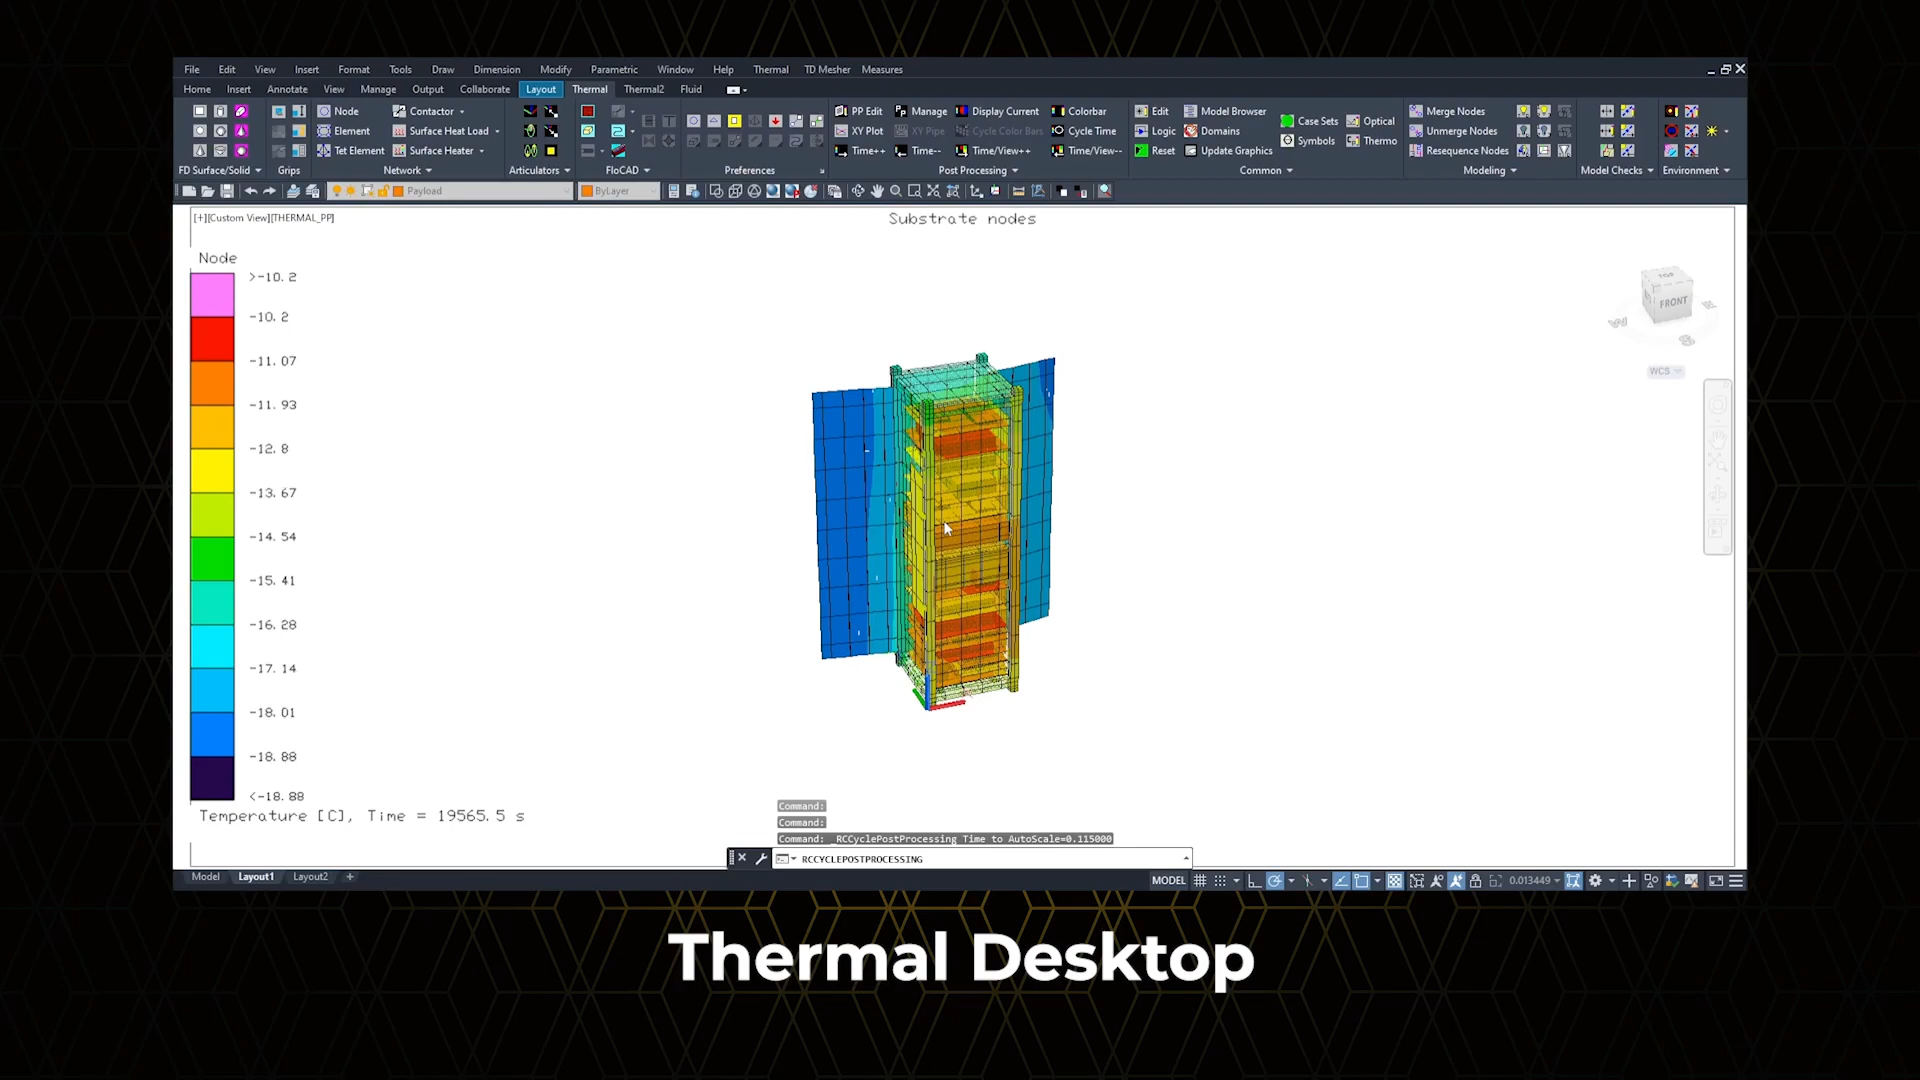 File Edit View Insert Format Tools Draw Dimension Modify Parametric Window Help Thermal TD Mesher Measures
Home Insert Annotate View Manage Output Collaborate Layout Thermal Thermal2 Fluid
Node Contactor PP Edit Manage Display Current Colorbar Edit Model Browser Case Sets Optical Merge Nodes
Element Surface Heat Load XY Plot XY Pipe Cycle Color Bars Cycle Time Logic Domains Symbols Thermo Unmerge Nodes
Tet Element Surface Heater Time++ Time-- Time/View++ Time/View-- Reset Update Graphics Resequence Nodes
FD Surface/Solid Grips Network Articulators FloCAD Preferences Post Processing Common Modeling Model Checks Environment
Payload ByLayer
[+][Custom View][THERMAL_PP]
Substrate nodes
Node
>-10.2
-10.2
-11.07
-11.93
-12.8
-13.67
-14.54
-15.41
-16.28
-17.14
-18.01
-18.88
<-18.88
Temperature [C], Time = 19565.5 s
TOP
FRONT
W
S
WCS
Command:
Command:
Command: _RCCyclePostProcessing Time to AutoScale=0.115000
RCCYCLEPOSTPROCESSING
Model Layout1 Layout2 +
MODEL 0.013449
Thermal Desktop